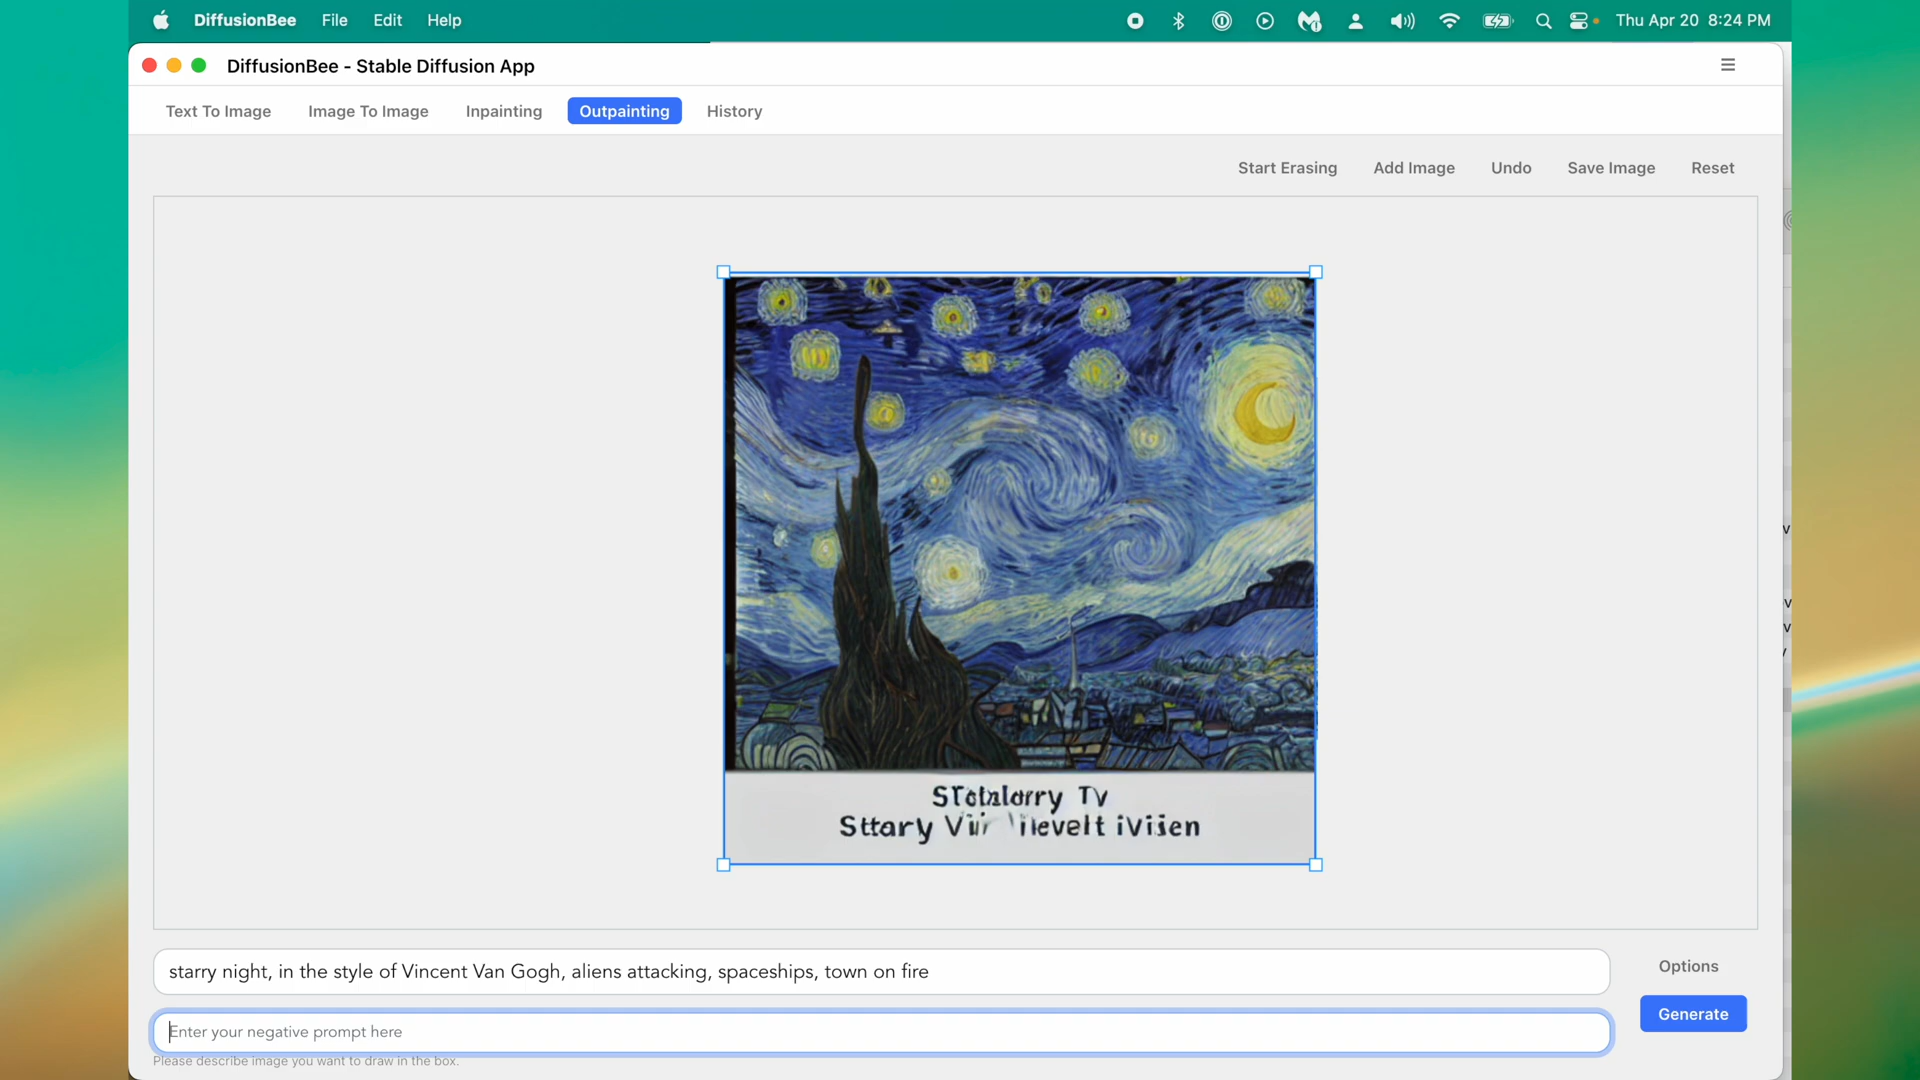 DiffusionBee File Edit Help Thu Apr 20 8:24 PM
DiffusionBee - Stable Diffusion App
Text To Image Image To Image Inpainting Outpainting History
Start Erasing Add Image Undo Save Image Reset
Tv
Sttary iViien
starry night, in the style of Vincent Van Gogh, aliens attacking, spaceships, town on fire
Options
Enter your negative prompt here
Generate
Please describe image you want to draw in the box.